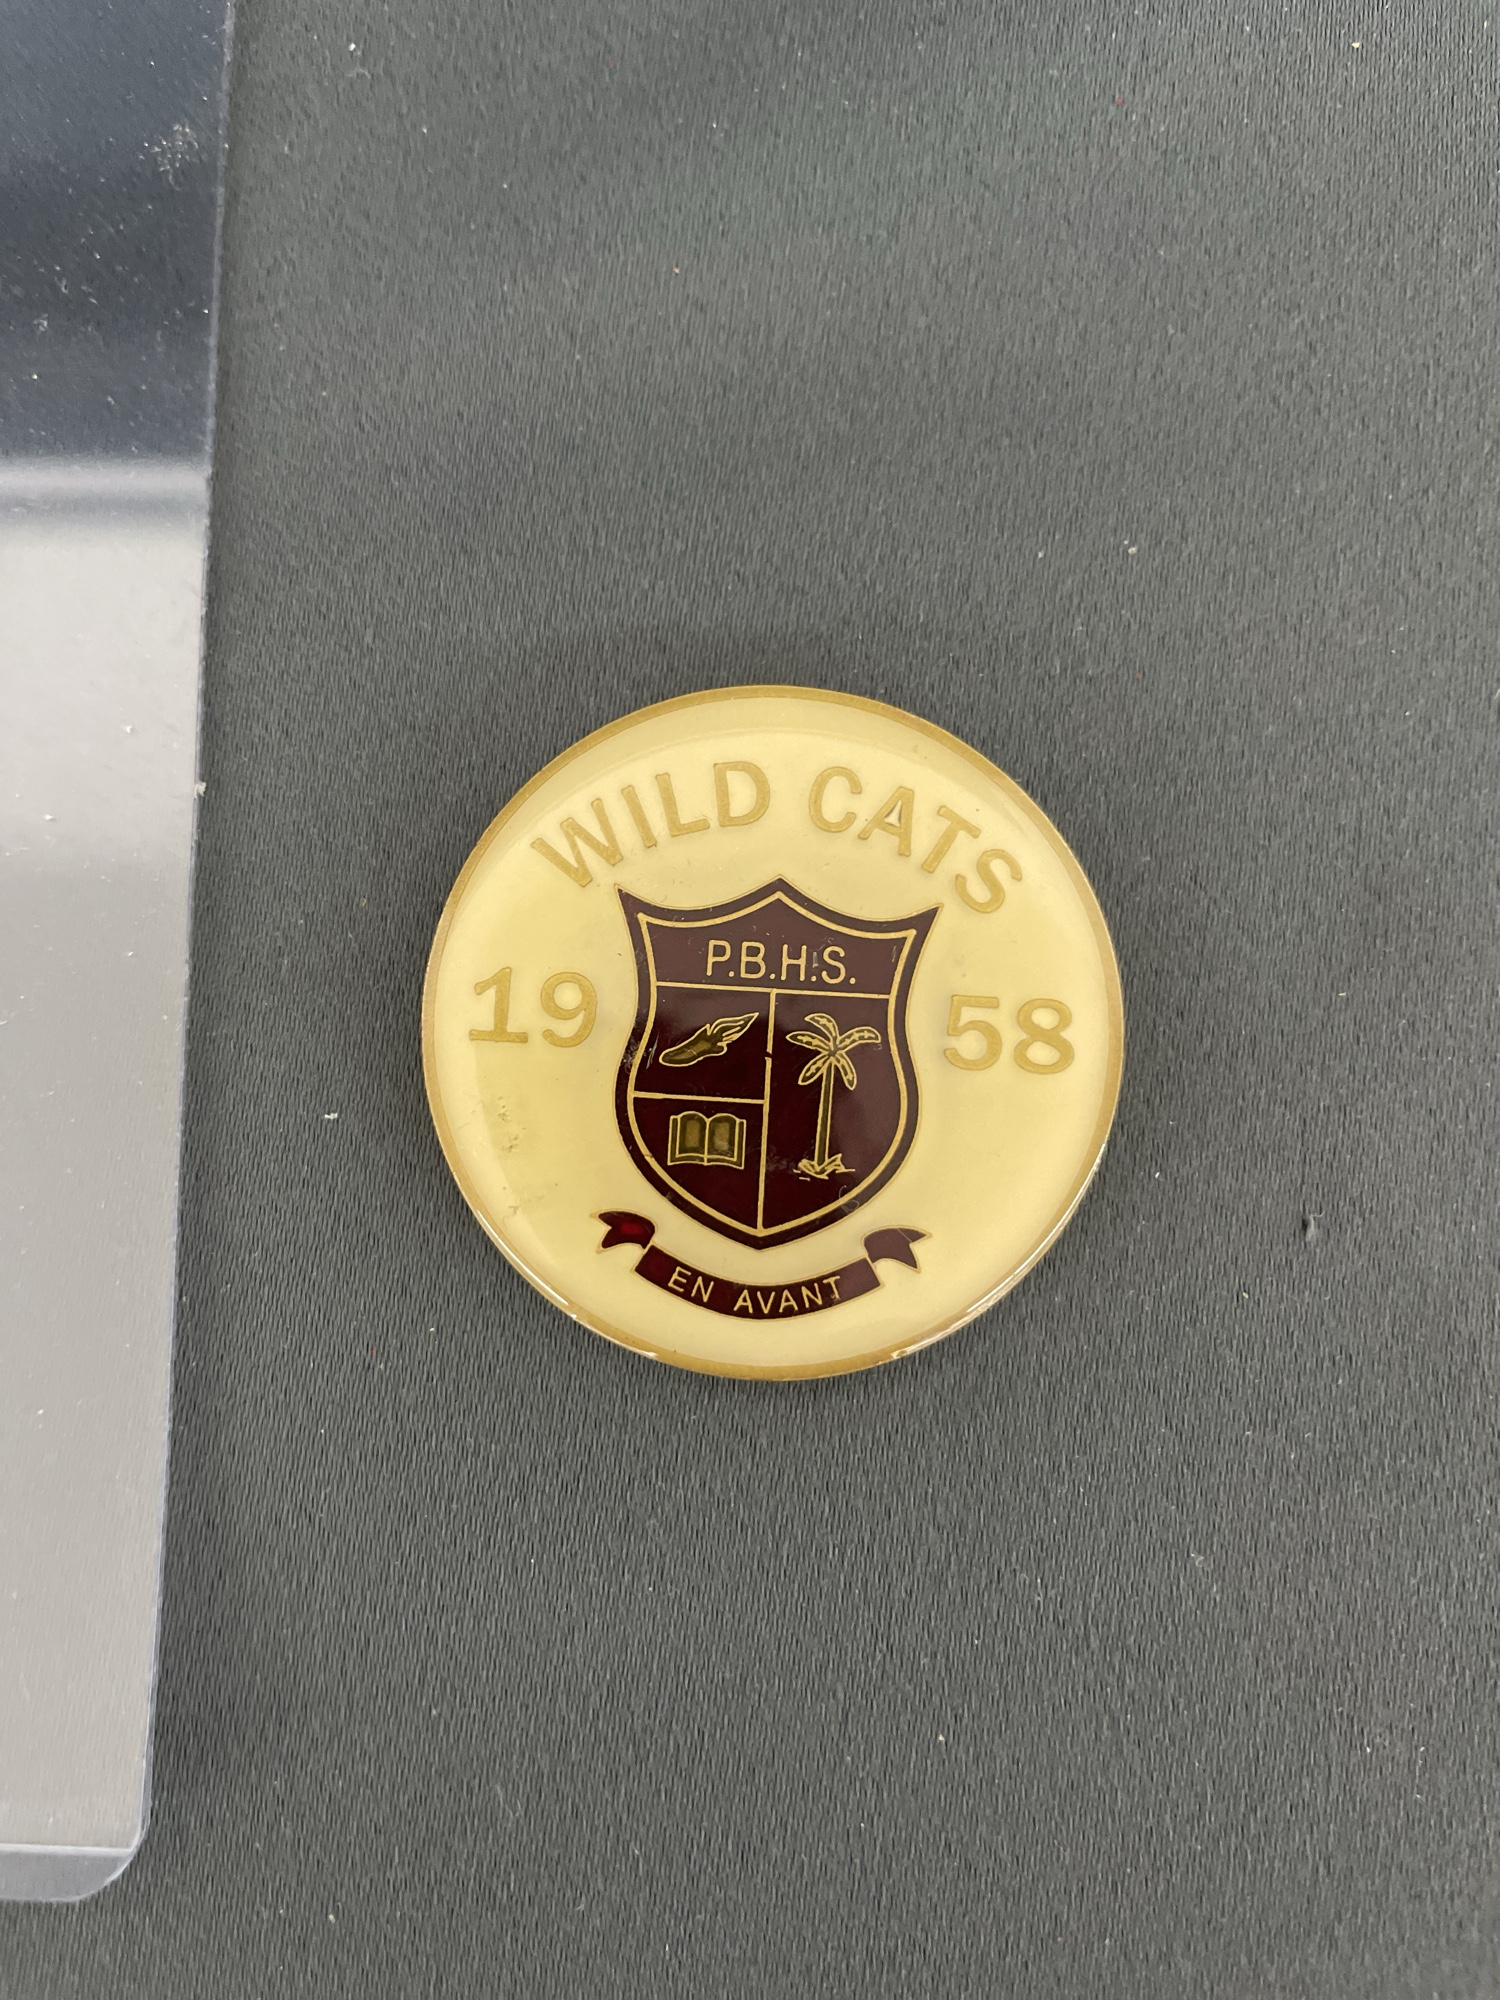 WILD CATS
P.B.H.S.
19 58
EN AVANT